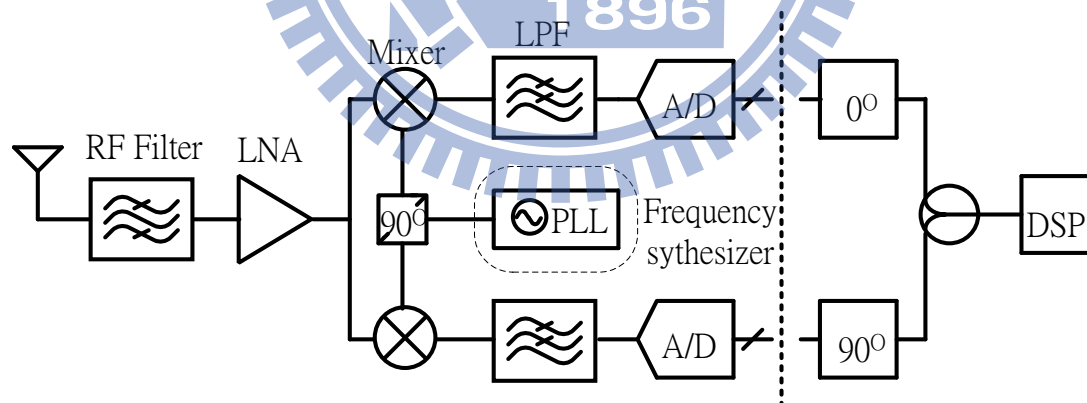 1896
Mixer
LPF
A/D
0O
RF Filter
LNA
90O
PLL
Frequency
sythesizer
DSP
A/D
90O